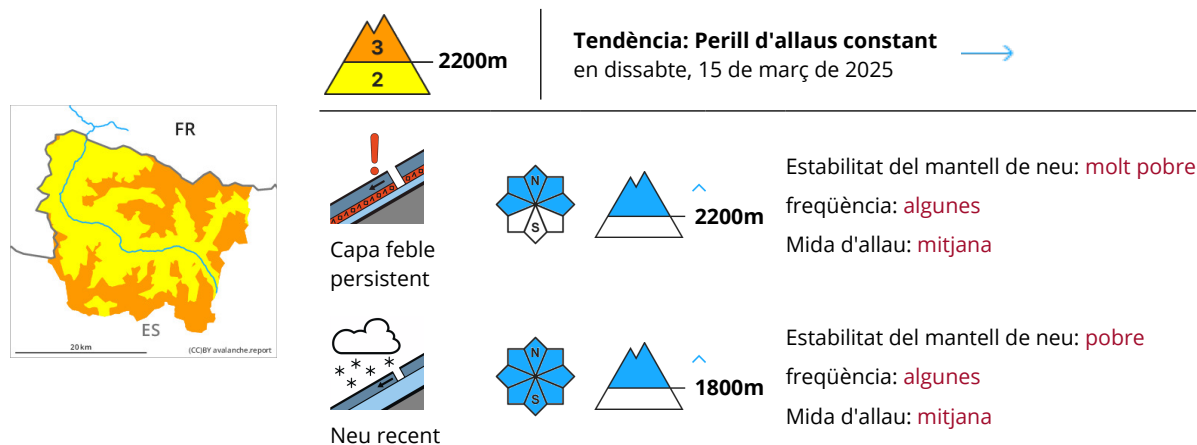 3
2
2200m
Tendència: Perill d'allaus constant
en dissabte, 15 de març de 2025
FR
ES
20 km
(CC)BY avalanche.report
Capa feble
persistent
N
S
2200m
Estabilitat del mantell de neu: molt pobre
freqüència: algunes
Mida d'allau: mitjana
Neu recent
N
S
1800m
Estabilitat del mantell de neu: pobre
freqüència: algunes
Mida d'allau: mitjana